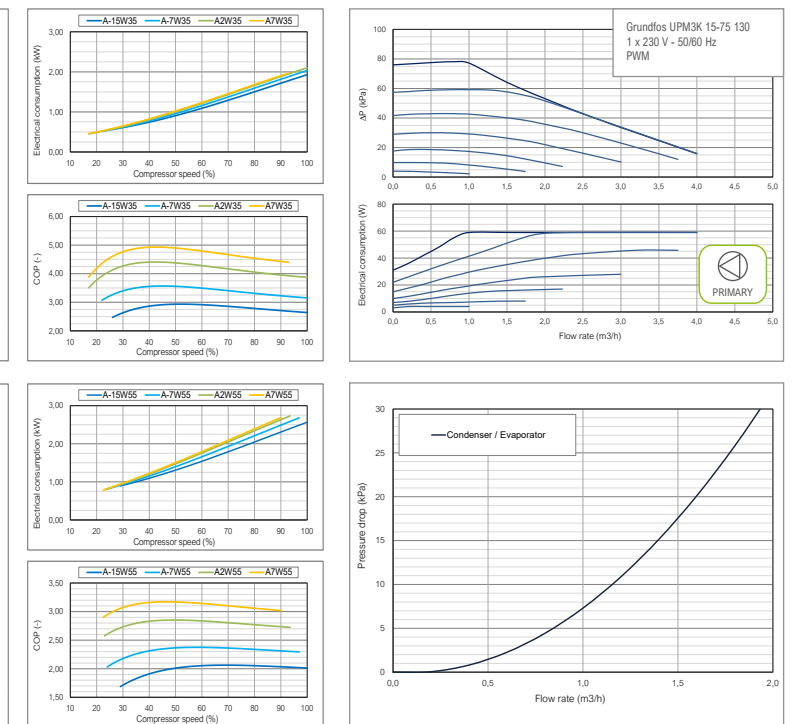 A-15W35 A-7W35 A2W35 A7W35
3,00
2,00
1,00
0,00
Electrical consumption (kW)
10 20 30 40 50 60 70 80 90 100
Compressor speed (%)
A-15W35 A-7W35 A2W35 A7W35
6,00
5,00
4,00
3,00
2,00
COP (-)
10 20 30 40 50 60 70 80 90 100
Compressor speed (%)
Grundfos UPM3K 15-75 130
1 x 230 V - 50/60 Hz
PWM
100
80
60
40
20
0
ΔP (kPa)
0,0 0,5 1,0 1,5 2,0 2,5 3,0 3,5 4,0 4,5 5,0
80
60
40
20
0
Electrical consumption (W)
PRIMARY
0,0 0,5 1,0 1,5 2,0 2,5 3,0 3,5 4,0 4,5 5,0
Flow rate (m3/h)
A-15W55 A-7W55 A2W55 A7W55
3,00
2,00
1,00
0,00
Electrical consumption (kW)
10 20 30 40 50 60 70 80 90 100
Compressor speed (%)
A-15W55 A-7W55 A2W55 A7W55
3,50
3,00
2,50
2,00
1,50
COP (-)
10 20 30 40 50 60 70 80 90 100
Compressor speed (%)
Condenser / Evaporator
30
25
20
15
10
5
0
Pressure drop (kPa)
0,0 0,5 1,0 1,5 2,0
Flow rate (m3/h)